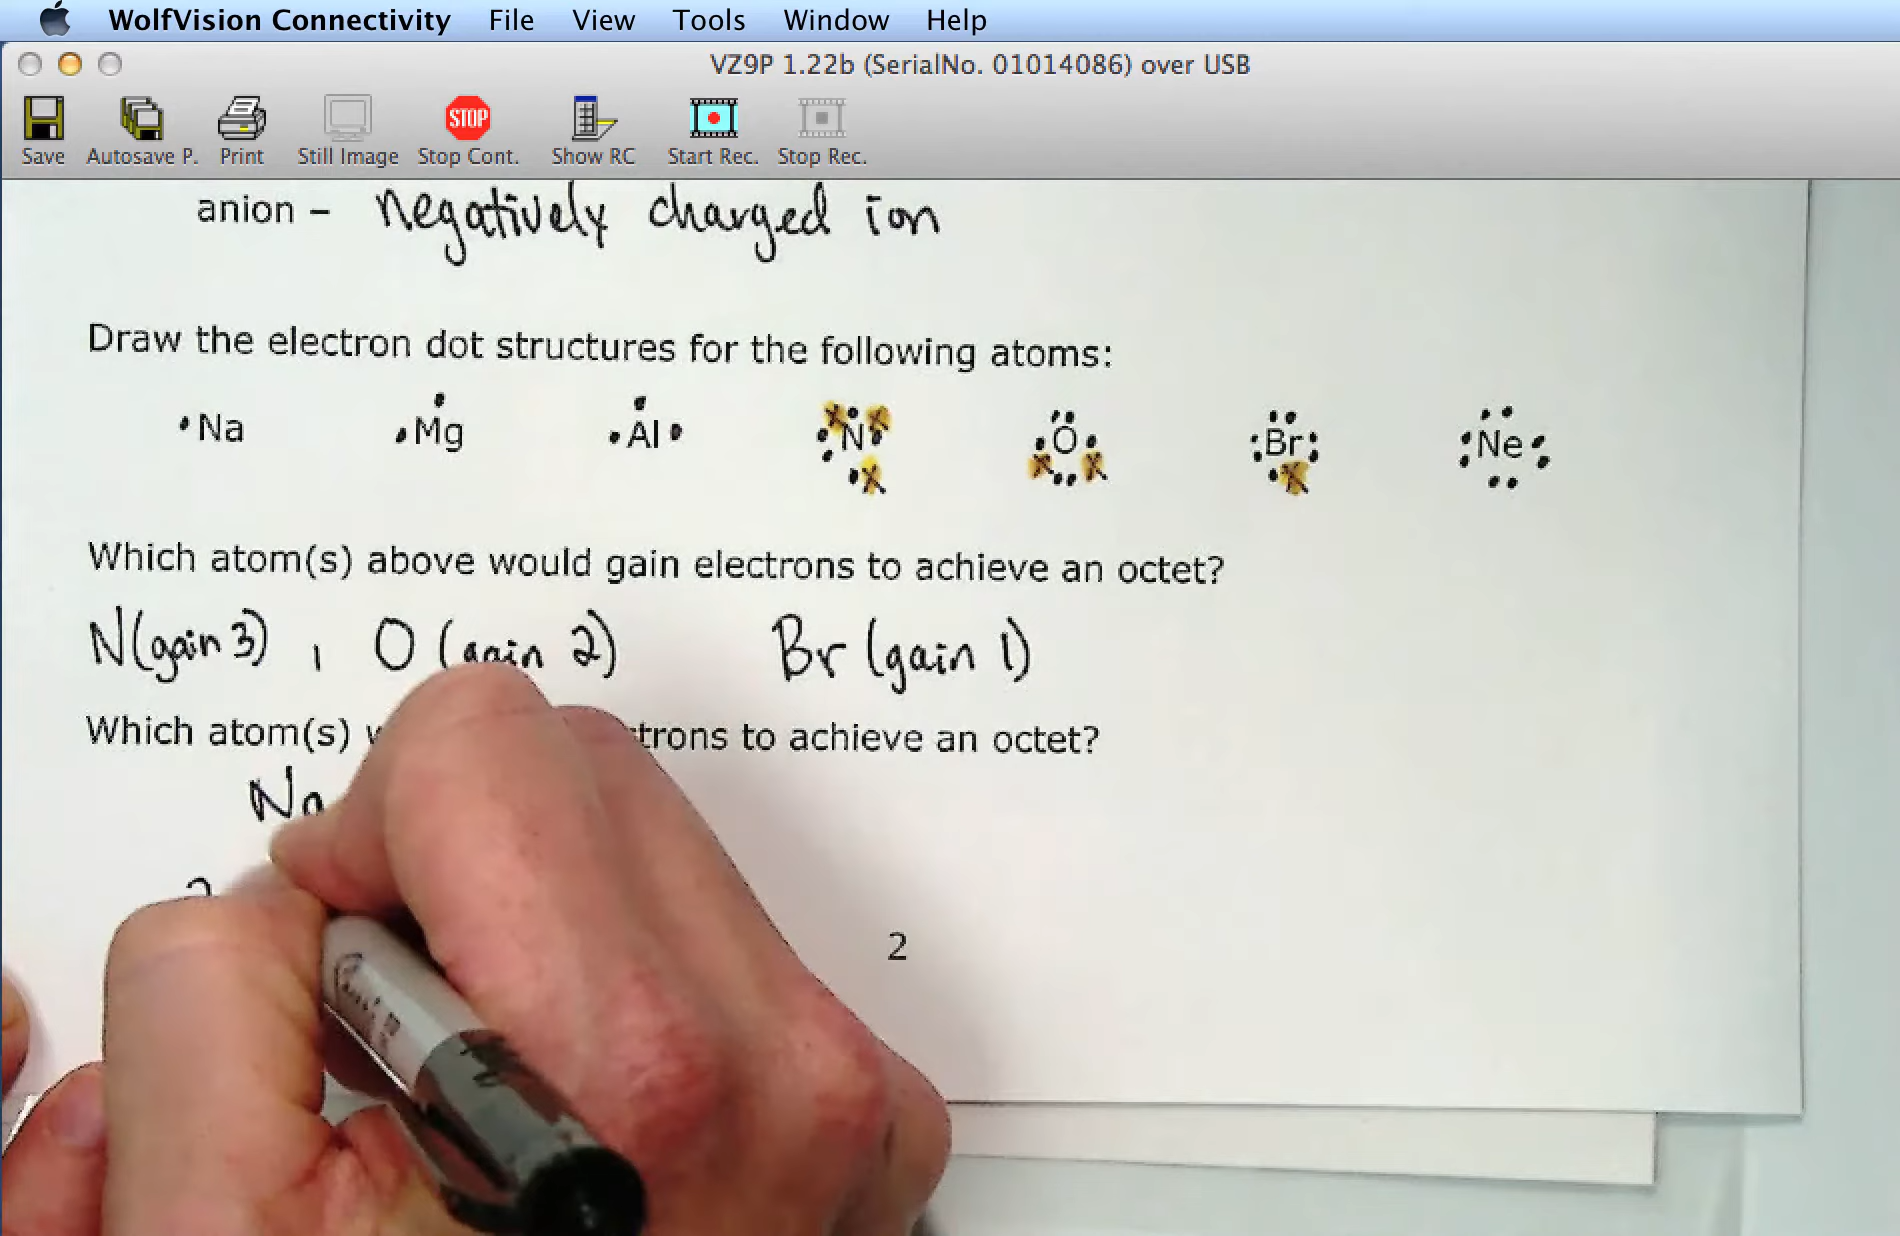 WolfVision Connectivity File View Tools Window Help
VZ9P 1.22b (SerialNo. 01014086) over USB
STOP
Save Autosave P. Print Still Image Stop Cont. Show RC Start Rec. Stop Rec.
anion – negatively charged ion
Draw the electron dot structures for the following atoms:
Na Mg Al N O Br Ne
Which atom(s) above would gain electrons to achieve an octet?
N(gain 3) , O (gain 2) Br (gain 1)
Which atom(s) to achieve an octet?
Na
2